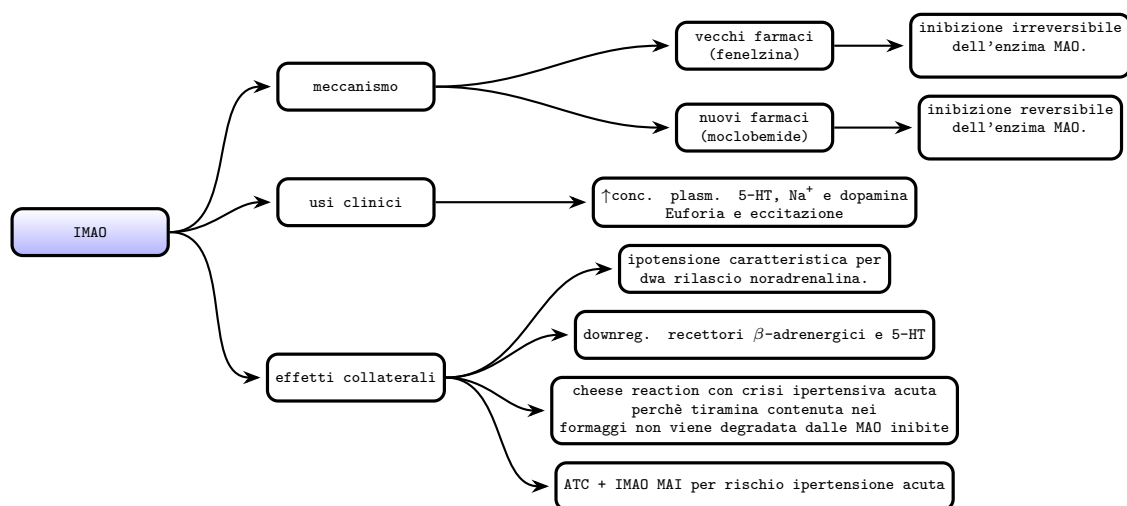 IMAO
meccanismo
vecchi farmaci
(fenelzina)
inibizione irreversibile
dell'enzima MAO.
nuovi farmaci
(moclobemide)
inibizione reversibile
dell'enzima MAO.
usi clinici
↑conc. plasm. 5-HT, Na⁺ e dopamina
Euforia e eccitazione
effetti collaterali
ipotensione caratteristica per
dwa rilascio noradrenalina.
downreg. recettori β-adrenergici e 5-HT
cheese reaction con crisi ipertensiva acuta
perchè tiramina contenuta nei
formaggi non viene degradata dalle MAO inibite
ATC + IMAO MAI per rischio ipertensione acuta